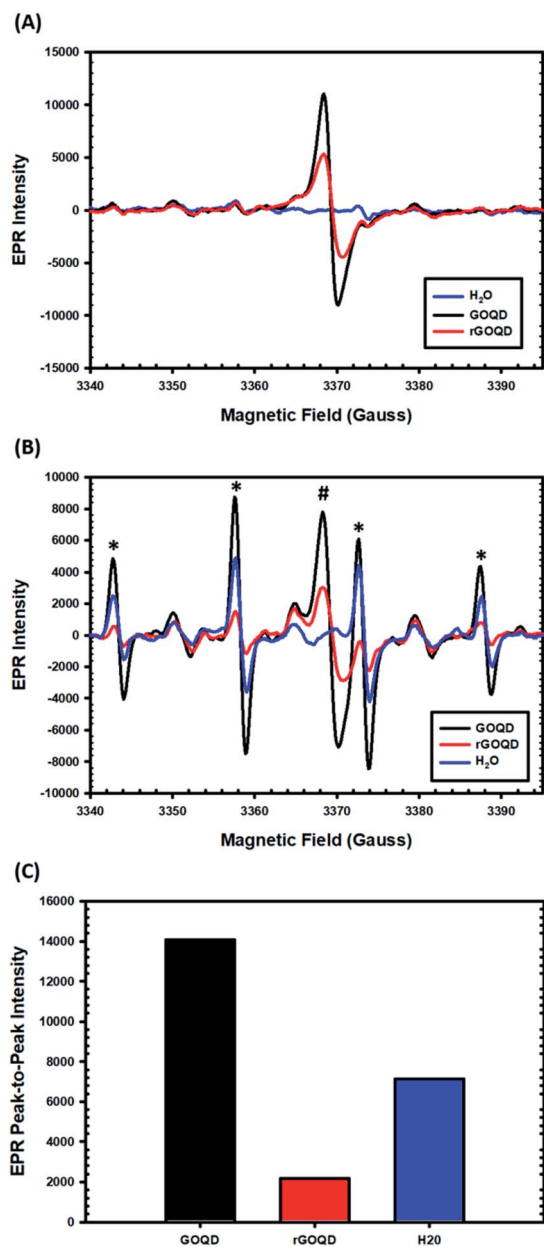 (A)
15000
10000
5000
0
-5000
-10000
-15000
EPR Intensity
H₂O
GOQD
rGOQD
3340 3350 3360 3370 3380 3390
Magnetic Field (Gauss)
(B)
10000
8000
6000
4000
2000
0
-2000
-4000
-6000
-8000
-10000
EPR Intensity
* * # * *
GOQD
rGOQD
H₂O
3340 3350 3360 3370 3380 3390
Magnetic Field (Gauss)
(C)
16000
14000
12000
10000
8000
6000
4000
2000
0
EPR Peak-to-Peak Intensity
GOQD rGOQD H20